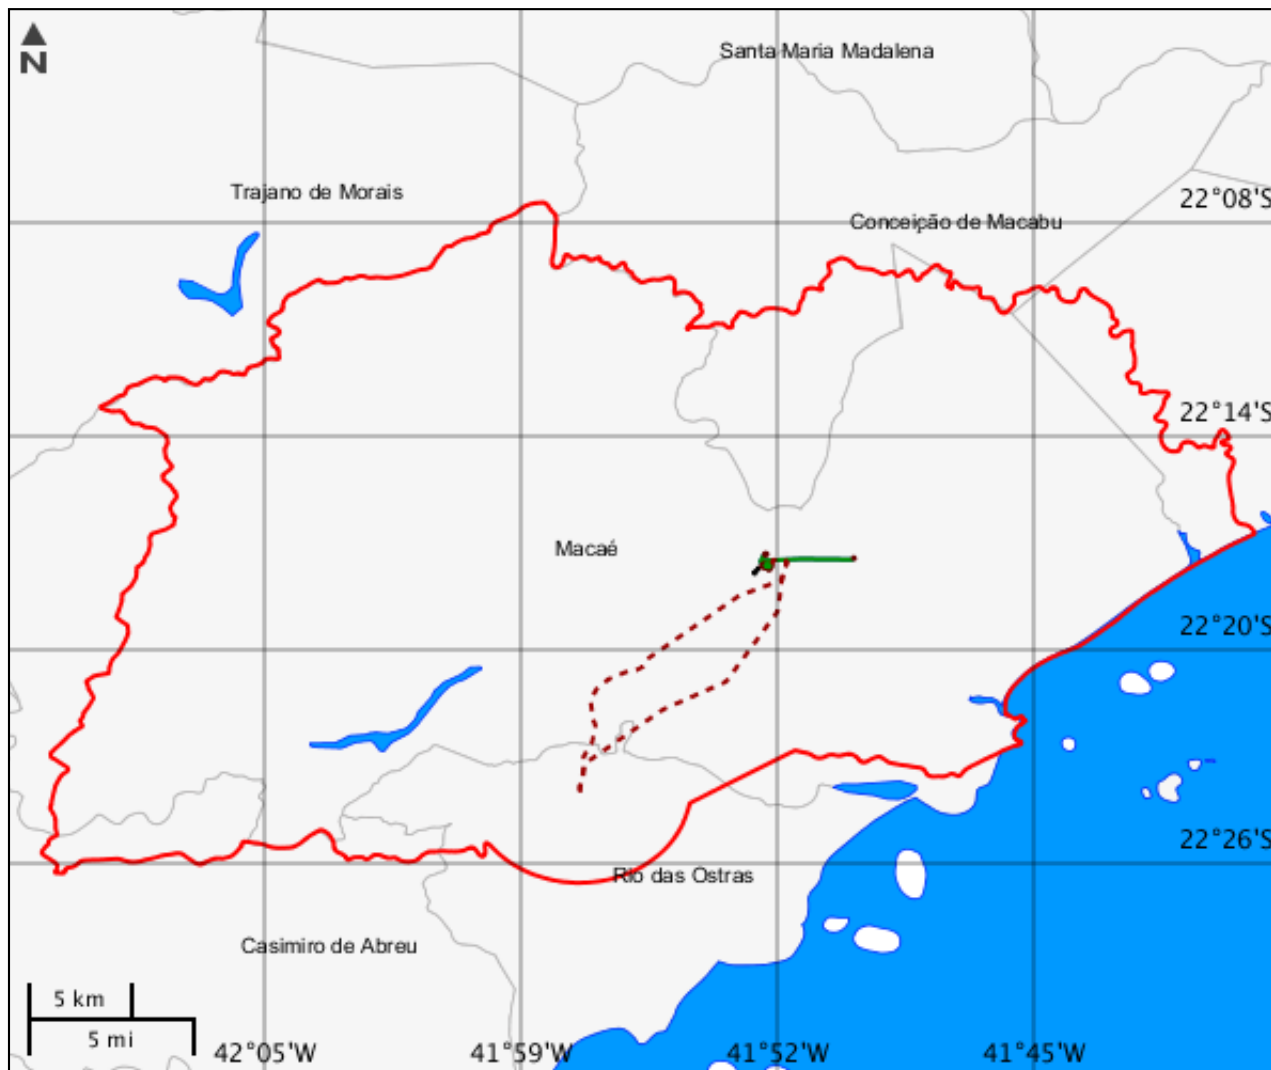 N
Santa Maria Madalena
Trajano de Morais
22°08'S
Conceição de Macabu
22°14'S
Macaé
22°20'S
22°26'S
Rio das Ostras
Casimiro de Abreu
5 km
5 mi
42°05'W
41°59'W
41°52'W
41°45'W